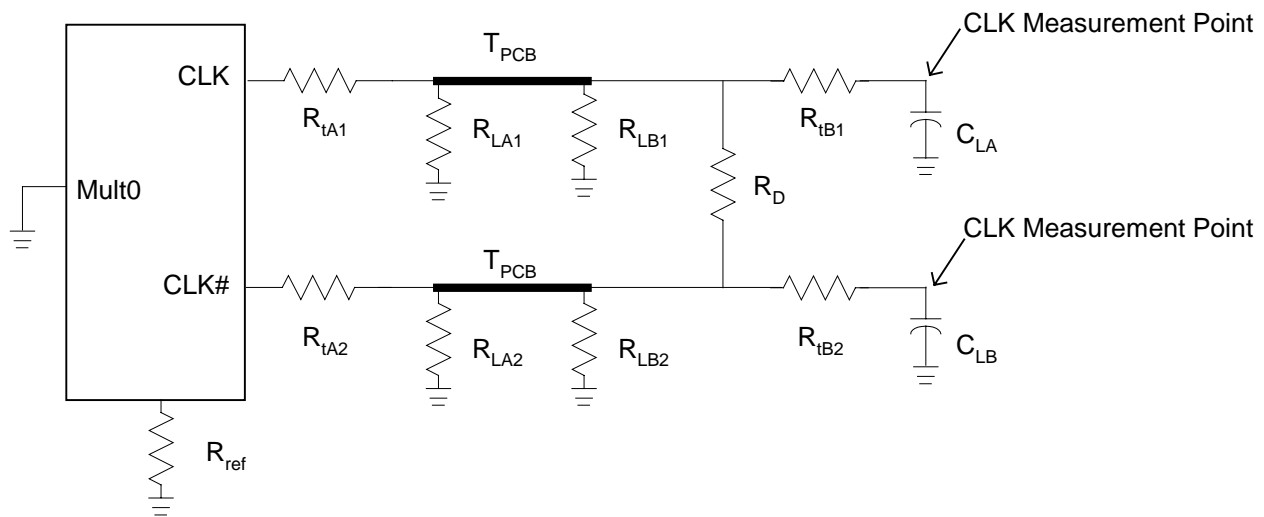 CLK Measurement Point
T_PCB
CLK
R_tA1
R_LA1
R_LB1
R_tB1
C_LA
Mult0
R_D
CLK Measurement Point
T_PCB
CLK#
R_tA2
R_LA2
R_LB2
R_tB2
C_LB
R_ref